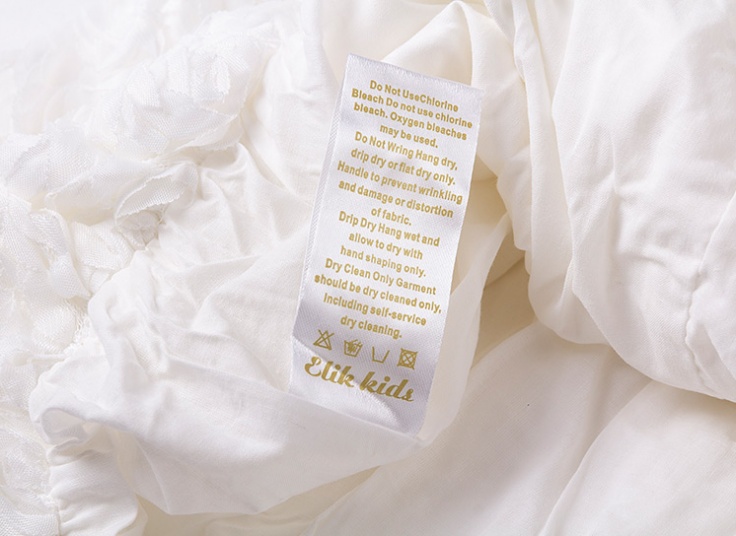 Do Not UseChlorine
Bleach Do not use chlorine
bleach. Oxygen bleaches
may be used.
Do Not Wring Hang dry,
drip dry or flat dry only.
Handle to prevent wrinkling
and damage or distortion
of fabric.
Drip Dry Hang wet and
allow to dry with
hand shaping only.
Dry Clean Only Garment
should be dry cleaned only,
Including self-service
dry cleaning.
Elik kids